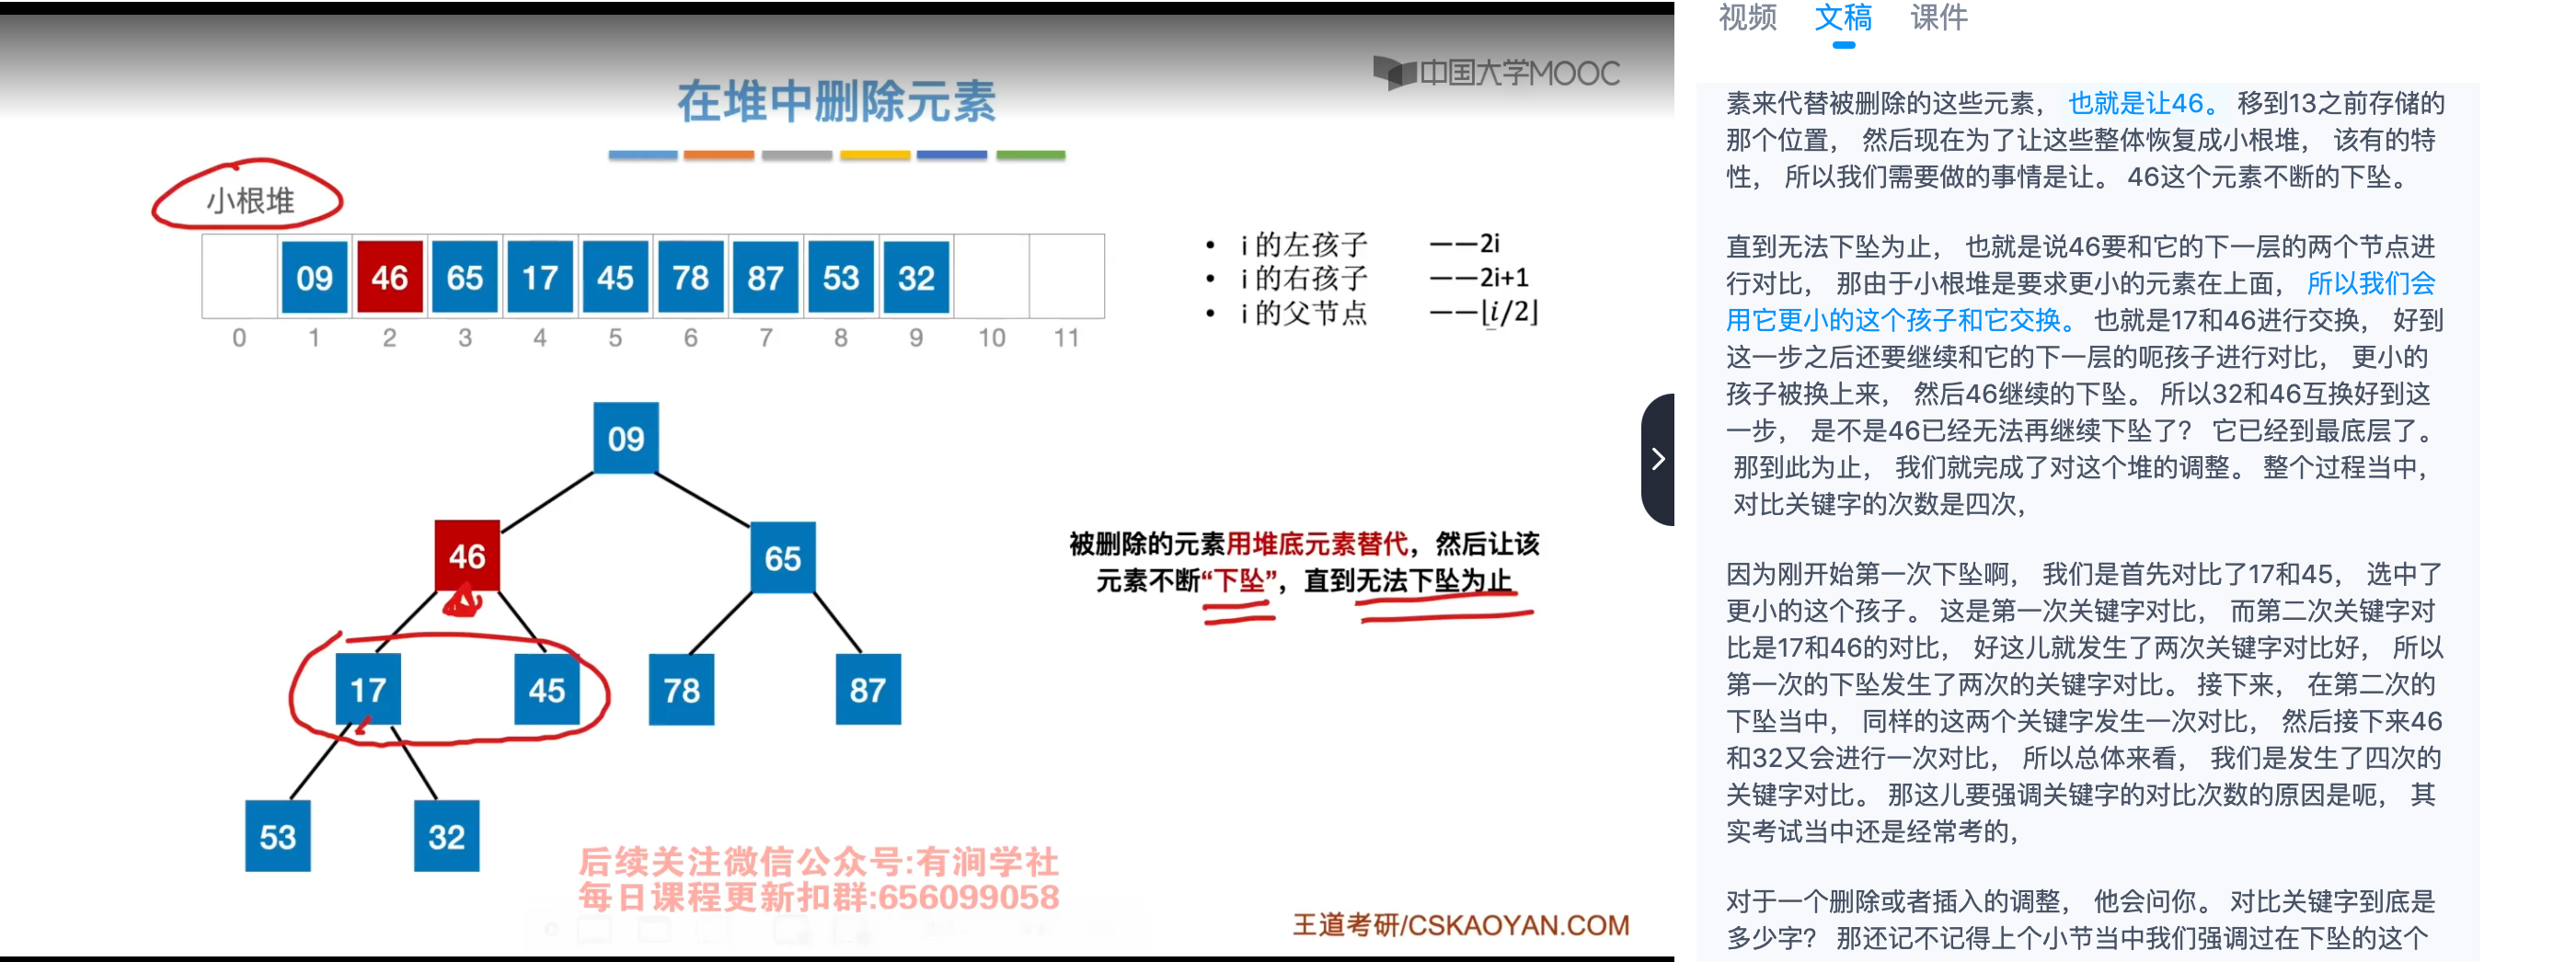 中国大学MOOC
在堆中删除元素
小根堆
09 46 65 17 45 78 87 53 32
0 1 2 3 4 5 6 7 8 9 10 11
• i 的左孩子 ——2i
• i 的右孩子 ——2i+1
• i 的父节点 ——⌊i/2⌋
09
46 65
17 45 78 87
53 32
被删除的元素用堆底元素替代，然后让该
元素不断“下坠”，直到无法下坠为止
后续关注微信公众号:有涧学社
每日课程更新扣群:656099058
王道考研/CSKAOYAN.COM
视频 文稿 课件
素来代替被删除的这些元素， 也就是让46。 移到13之前存储的
那个位置， 然后现在为了让这些整体恢复成小根堆， 该有的特
性， 所以我们需要做的事情是让。 46这个元素不断的下坠。
直到无法下坠为止， 也就是说46要和它的下一层的两个节点进
行对比， 那由于小根堆是要求更小的元素在上面， 所以我们会
用它更小的这个孩子和它交换。 也就是17和46进行交换， 好到
这一步之后还要继续和它的下一层的呃孩子进行对比， 更小的
孩子被换上来， 然后46继续的下坠。 所以32和46互换好到这
一步， 是不是46已经无法再继续下坠了？ 它已经到最底层了。
那到此为止， 我们就完成了对这个堆的调整。 整个过程当中，
对比关键字的次数是四次，
因为刚开始第一次下坠啊， 我们是首先对比了17和45， 选中了
更小的这个孩子。 这是第一次关键字对比， 而第二次关键字对
比是17和46的对比， 好这儿就发生了两次关键字对比好， 所以
第一次的下坠发生了两次的关键字对比。 接下来， 在第二次的
下坠当中， 同样的这两个关键字发生一次对比， 然后接下来46
和32又会进行一次对比， 所以总体来看， 我们是发生了四次的
关键字对比。 那这儿要强调关键字的对比次数的原因是呃， 其
实考试当中还是经常考的，
对于一个删除或者插入的调整， 他会问你。 对比关键字到底是
多少字？ 那还记不记得上个小节当中我们强调过在下坠的这个